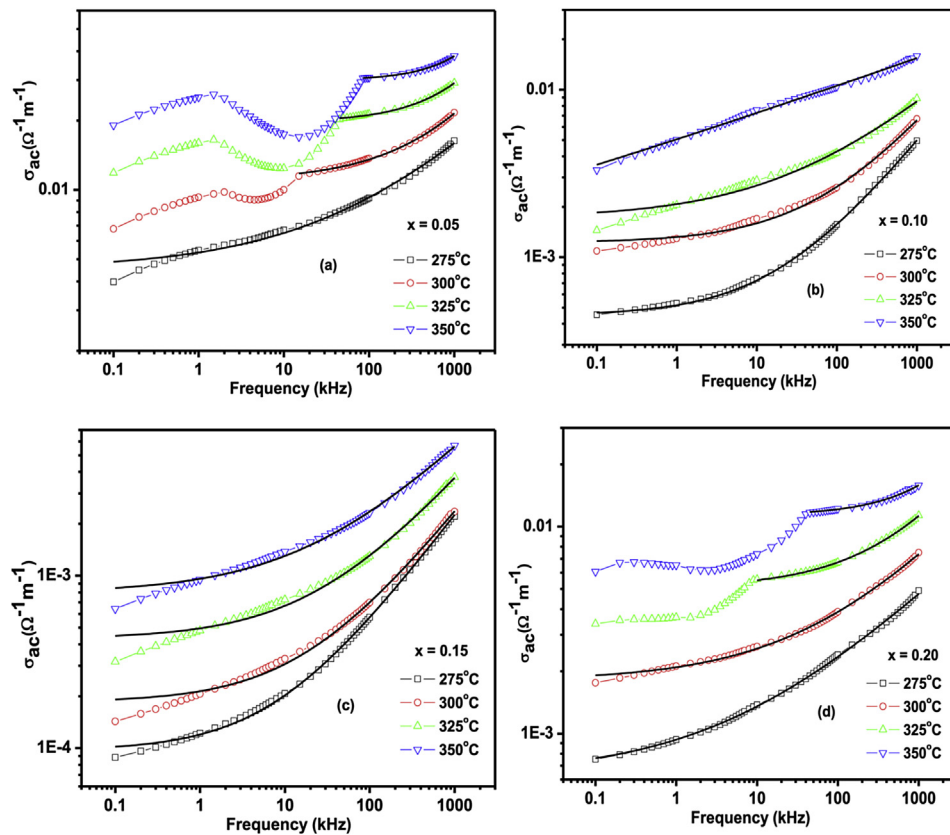 σac(Ω⁻¹m⁻¹)
0.01
x = 0.05
(a)
275°C
300°C
325°C
350°C
0.1 1 10 100 1000
Frequency (kHz)
σac(Ω⁻¹m⁻¹)
0.01
1E-3
x = 0.10
(b)
275°C
300°C
325°C
350°C
0.1 1 10 100 1000
Frequency (kHz)
σac(Ω⁻¹m⁻¹)
1E-3
1E-4
x = 0.15
(c)
275°C
300°C
325°C
350°C
0.1 1 10 100 1000
Frequency (kHz)
σac(Ω⁻¹m⁻¹)
0.01
1E-3
x = 0.20
(d)
275°C
300°C
325°C
350°C
0.1 1 10 100 1000
Frequency (kHz)